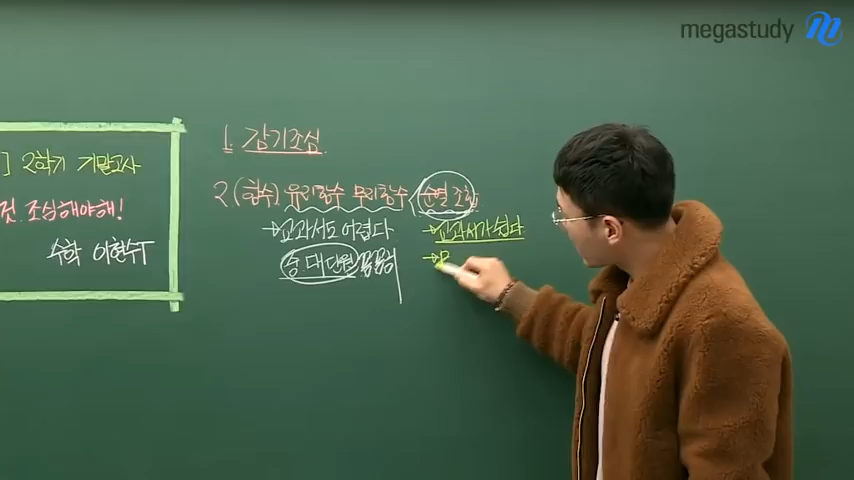 megastudy
] 2학기 기말고사
것 조심해야해!
수학 이현수T
1. 감기조심
2 (함수) 유리함수 무리함수 < 순열 조합
→교과서도 어렵다
중, 대단원
→교과서가 쉽다
→